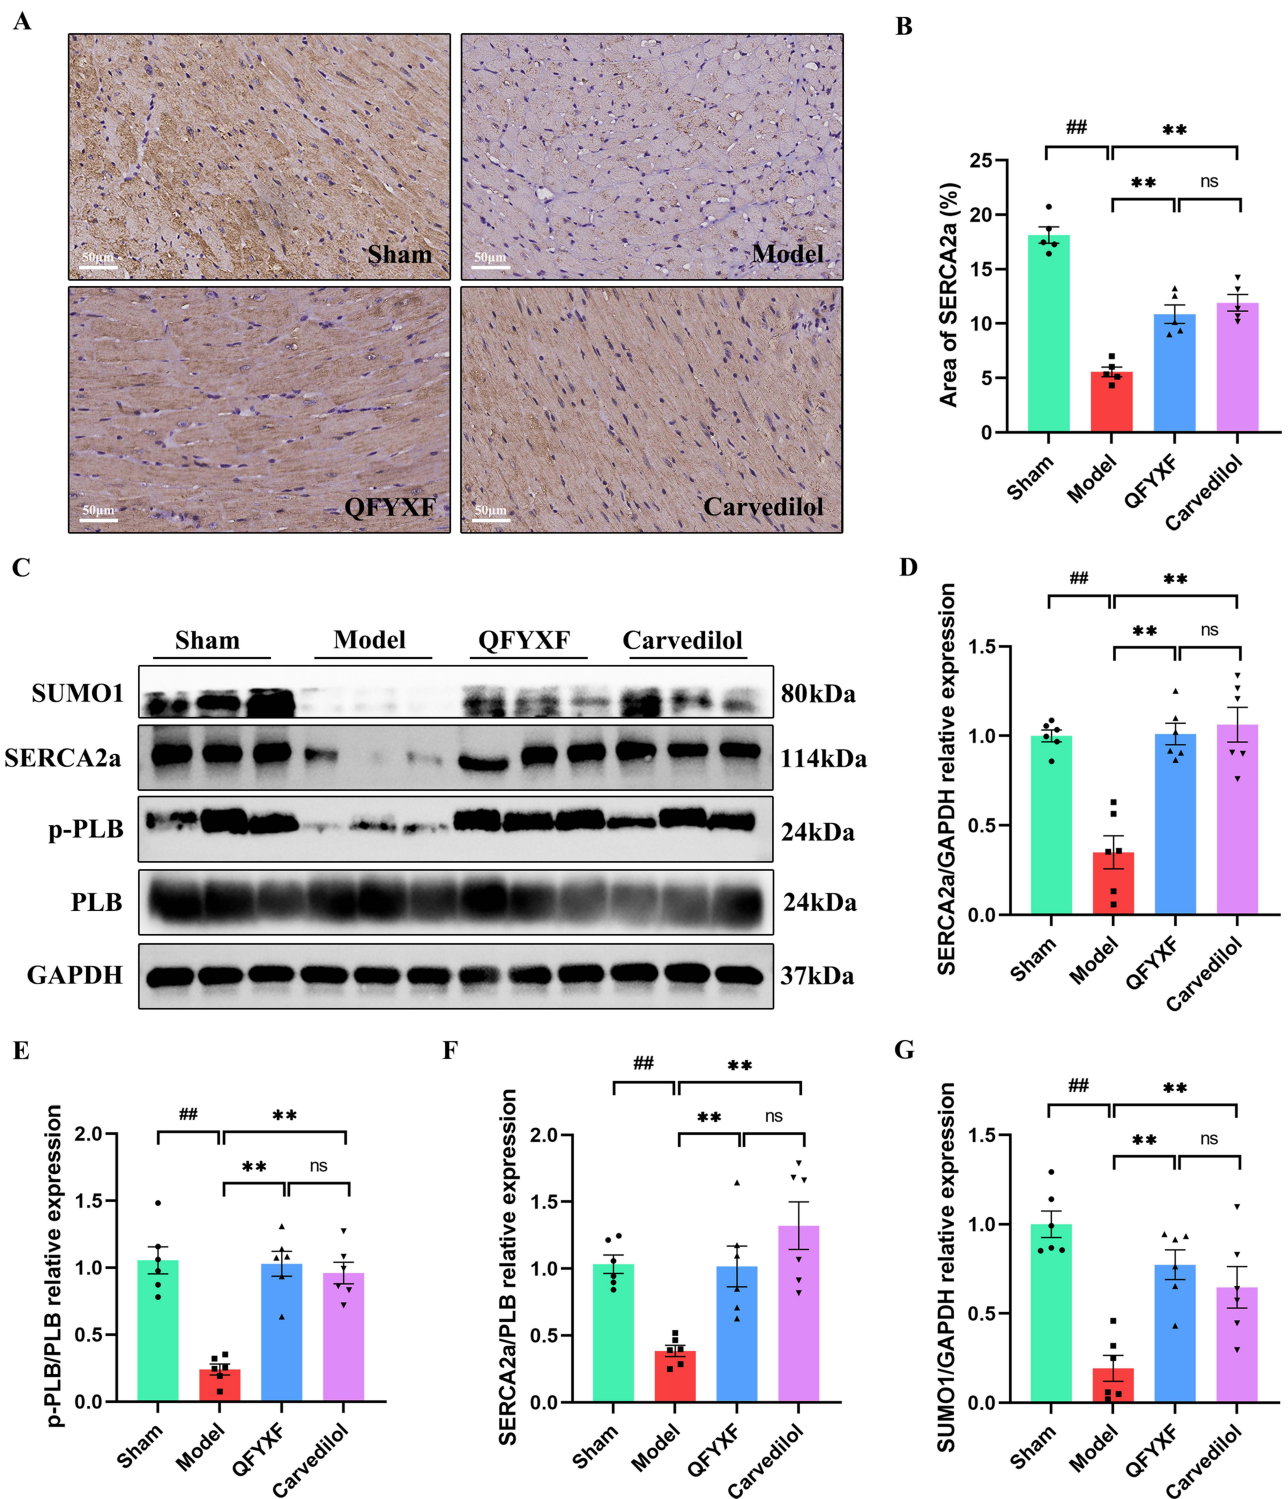 A
50μm
Sham
50μm
Model
50μm
QFYXF
50μm
Carvedilol
B
##
**
**
ns
Area of SERCA2a (%)
25
20
15
10
5
0
Sham
Model
QFYXF
Carvedilol
C
Sham
Model
QFYXF
Carvedilol
SUMO1
80kDa
SERCA2a
114kDa
p-PLB
24kDa
PLB
24kDa
GAPDH
37kDa
D
##
**
**
ns
SERCA2a/GAPDH relative expression
1.5
1.0
0.5
0.0
Sham
Model
QFYXF
Carvedilol
E
##
**
**
ns
p-PLB/PLB relative expression
2.0
1.5
1.0
0.5
0.0
Sham
Model
QFYXF
Carvedilol
F
##
**
**
ns
SERCA2a/PLB relative expression
2.0
1.5
1.0
0.5
0.0
Sham
Model
QFYXF
Carvedilol
G
##
**
**
ns
SUMO1/GAPDH relative expression
1.5
1.0
0.5
0.0
Sham
Model
QFYXF
Carvedilol